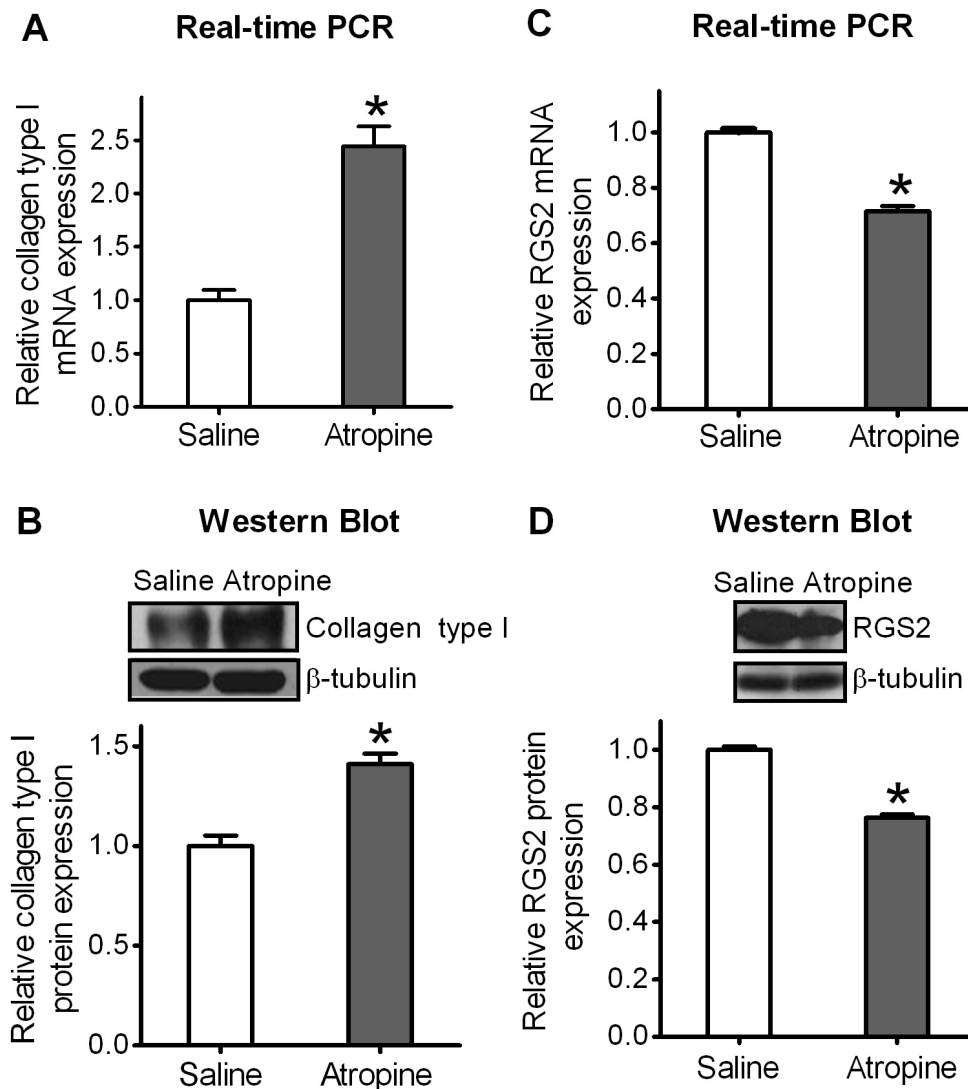 A
Real-time PCR
Relative collagen type I
mRNA expression
2.5
2.0
1.5
1.0
0.5
0.0
*
Saline
Atropine
C
Real-time PCR
Relative RGS2 mRNA
expression
1.0
0.8
0.6
0.4
0.2
0.0
*
Saline
Atropine
B
Western Blot
Saline Atropine
Collagen type I
β-tubulin
Relative collagen type I
protein expression
1.5
1.0
0.5
0.0
*
Saline
Atropine
D
Western Blot
Saline Atropine
RGS2
β-tubulin
Relative RGS2 protein
expression
1.0
0.8
0.6
0.4
0.2
0.0
*
Saline
Atropine